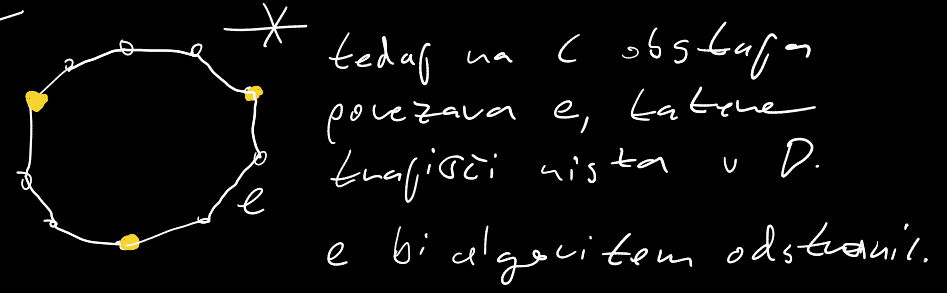 tedaj na C obstaja
povezava e, katere
krajišči nista v D.
e
e bi algoritem odstranil.